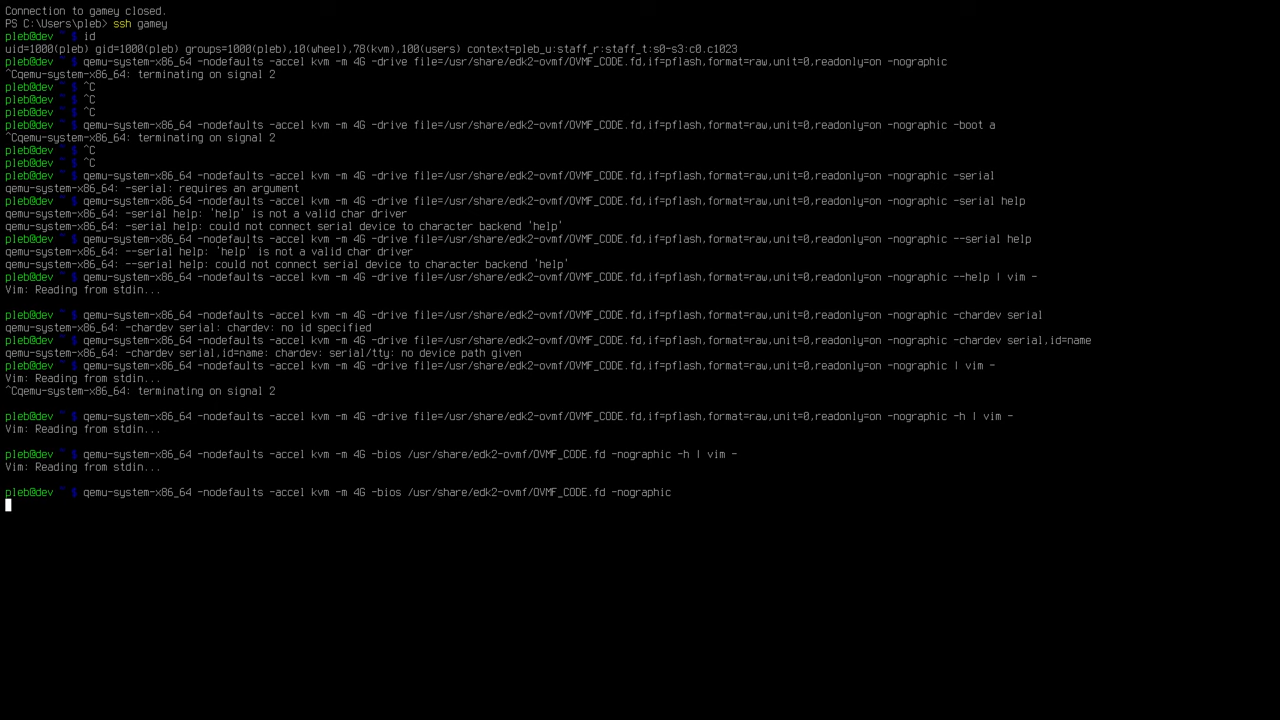 Connection to gamey closed.
PS C:\Users\pleb> ssh gamey
pleb@dev ~ $ id
uid=1000(pleb) gid=1000(pleb) groups=1000(pleb),10(wheel),78(kvm),100(users) context=pleb_u:staff_r:staff_t:s0-s3:c0.c1023
pleb@dev ~ $ qemu-system-x86_64 -nodefaults -accel kvm -m 4G -drive file=/usr/share/edk2-ovmf/OVMF_CODE.fd,if=pflash,format=raw,unit=0,readonly=on -nographic
^Cqemu-system-x86_64: terminating on signal 2
pleb@dev ~ $ ^C
pleb@dev ~ $ ^C
pleb@dev ~ $ ^C
pleb@dev ~ $ qemu-system-x86_64 -nodefaults -accel kvm -m 4G -drive file=/usr/share/edk2-ovmf/OVMF_CODE.fd,if=pflash,format=raw,unit=0,readonly=on -nographic -boot a
^Cqemu-system-x86_64: terminating on signal 2
pleb@dev ~ $ ^C
pleb@dev ~ $ ^C
pleb@dev ~ $ qemu-system-x86_64 -nodefaults -accel kvm -m 4G -drive file=/usr/share/edk2-ovmf/OVMF_CODE.fd,if=pflash,format=raw,unit=0,readonly=on -nographic -serial
qemu-system-x86_64: -serial: requires an argument
pleb@dev ~ $ qemu-system-x86_64 -nodefaults -accel kvm -m 4G -drive file=/usr/share/edk2-ovmf/OVMF_CODE.fd,if=pflash,format=raw,unit=0,readonly=on -nographic -serial help
qemu-system-x86_64: -serial help: 'help' is not a valid char driver
qemu-system-x86_64: -serial help: could not connect serial device to character backend 'help'
pleb@dev ~ $ qemu-system-x86_64 -nodefaults -accel kvm -m 4G -drive file=/usr/share/edk2-ovmf/OVMF_CODE.fd,if=pflash,format=raw,unit=0,readonly=on -nographic --serial help
qemu-system-x86_64: --serial help: 'help' is not a valid char driver
qemu-system-x86_64: --serial help: could not connect serial device to character backend 'help'
pleb@dev ~ $ qemu-system-x86_64 -nodefaults -accel kvm -m 4G -drive file=/usr/share/edk2-ovmf/OVMF_CODE.fd,if=pflash,format=raw,unit=0,readonly=on -nographic --help | vim -
Vim: Reading from stdin...
pleb@dev ~ $ qemu-system-x86_64 -nodefaults -accel kvm -m 4G -drive file=/usr/share/edk2-ovmf/OVMF_CODE.fd,if=pflash,format=raw,unit=0,readonly=on -nographic -chardev serial
qemu-system-x86_64: -chardev serial: chardev: no id specified
pleb@dev ~ $ qemu-system-x86_64 -nodefaults -accel kvm -m 4G -drive file=/usr/share/edk2-ovmf/OVMF_CODE.fd,if=pflash,format=raw,unit=0,readonly=on -nographic -chardev serial,id=name
qemu-system-x86_64: -chardev serial,id=name: chardev: serial/tty: no device path given
pleb@dev ~ $ qemu-system-x86_64 -nodefaults -accel kvm -m 4G -drive file=/usr/share/edk2-ovmf/OVMF_CODE.fd,if=pflash,format=raw,unit=0,readonly=on -nographic | vim -
Vim: Reading from stdin...
^Cqemu-system-x86_64: terminating on signal 2
pleb@dev ~ $ qemu-system-x86_64 -nodefaults -accel kvm -m 4G -drive file=/usr/share/edk2-ovmf/OVMF_CODE.fd,if=pflash,format=raw,unit=0,readonly=on -nographic -h | vim -
Vim: Reading from stdin...
pleb@dev ~ $ qemu-system-x86_64 -nodefaults -accel kvm -m 4G -bios /usr/share/edk2-ovmf/OVMF_CODE.fd -nographic -h | vim -
Vim: Reading from stdin...
pleb@dev ~ $ qemu-system-x86_64 -nodefaults -accel kvm -m 4G -bios /usr/share/edk2-ovmf/OVMF_CODE.fd -nographic